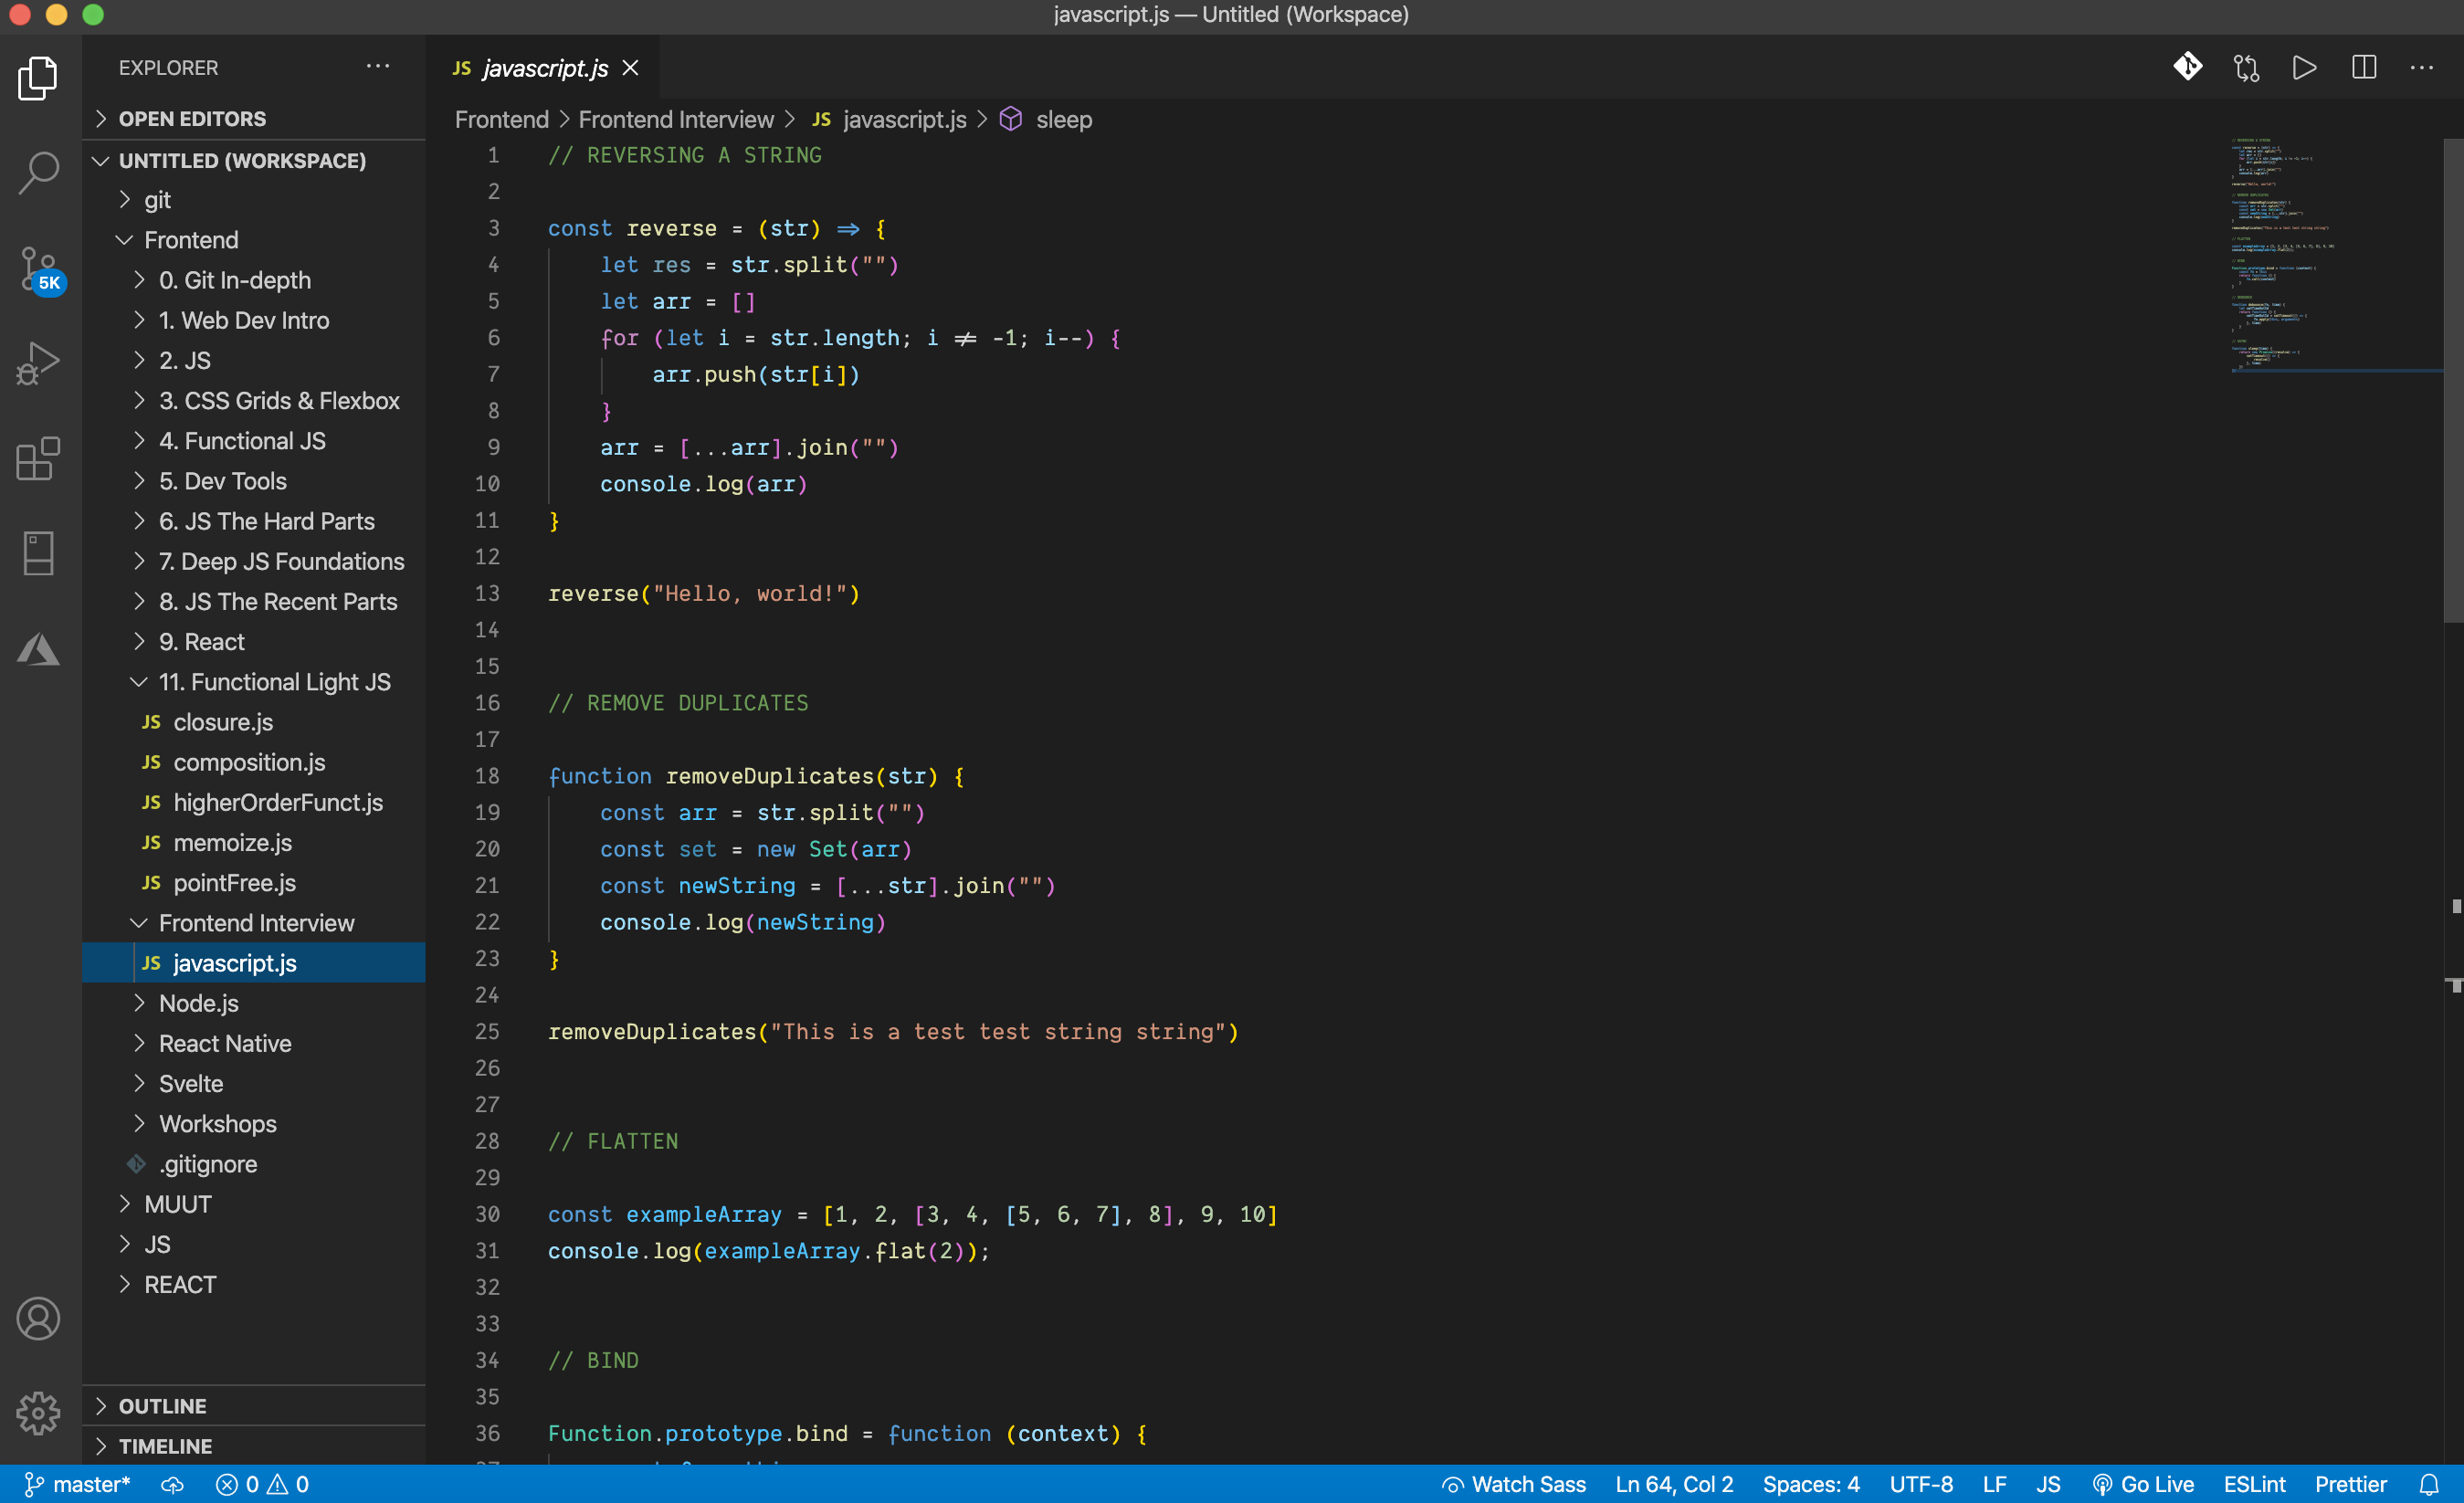 javascript.js — Untitled (Workspace)
EXPLORER
OPEN EDITORS
UNTITLED (WORKSPACE)
git
Frontend
0. Git In-depth
1. Web Dev Intro
2. JS
3. CSS Grids & Flexbox
4. Functional JS
5. Dev Tools
6. JS The Hard Parts
7. Deep JS Foundations
8. JS The Recent Parts
9. React
11. Functional Light JS
JS closure.js
JS composition.js
JS higherOrderFunct.js
JS memoize.js
JS pointFree.js
Frontend Interview
JS javascript.js
Node.js
React Native
Svelte
Workshops
.gitignore
MUUT
JS
REACT
OUTLINE
TIMELINE
5K
JS javascript.js
Frontend > Frontend Interview > JS javascript.js > sleep
1 // REVERSING A STRING
2
3 const reverse = (str) => {
4 let res = str.split("")
5 let arr = []
6 for (let i = str.length; i != -1; i--) {
7 arr.push(str[i])
8 }
9 arr = [...arr].join("")
10 console.log(arr)
11 }
12
13 reverse("Hello, world!")
14
15
16 // REMOVE DUPLICATES
17
18 function removeDuplicates(str) {
19 const arr = str.split("")
20 const set = new Set(arr)
21 const newString = [...str].join("")
22 console.log(newString)
23 }
24
25 removeDuplicates("This is a test test string string")
26
27
28 // FLATTEN
29
30 const exampleArray = [1, 2, [3, 4, [5, 6, 7], 8], 9, 10]
31 console.log(exampleArray.flat(2));
32
33
34 // BIND
35
36 Function.prototype.bind = function (context) {
master* 0 0 Watch Sass Ln 64, Col 2 Spaces: 4 UTF-8 LF JS Go Live ESLint Prettier